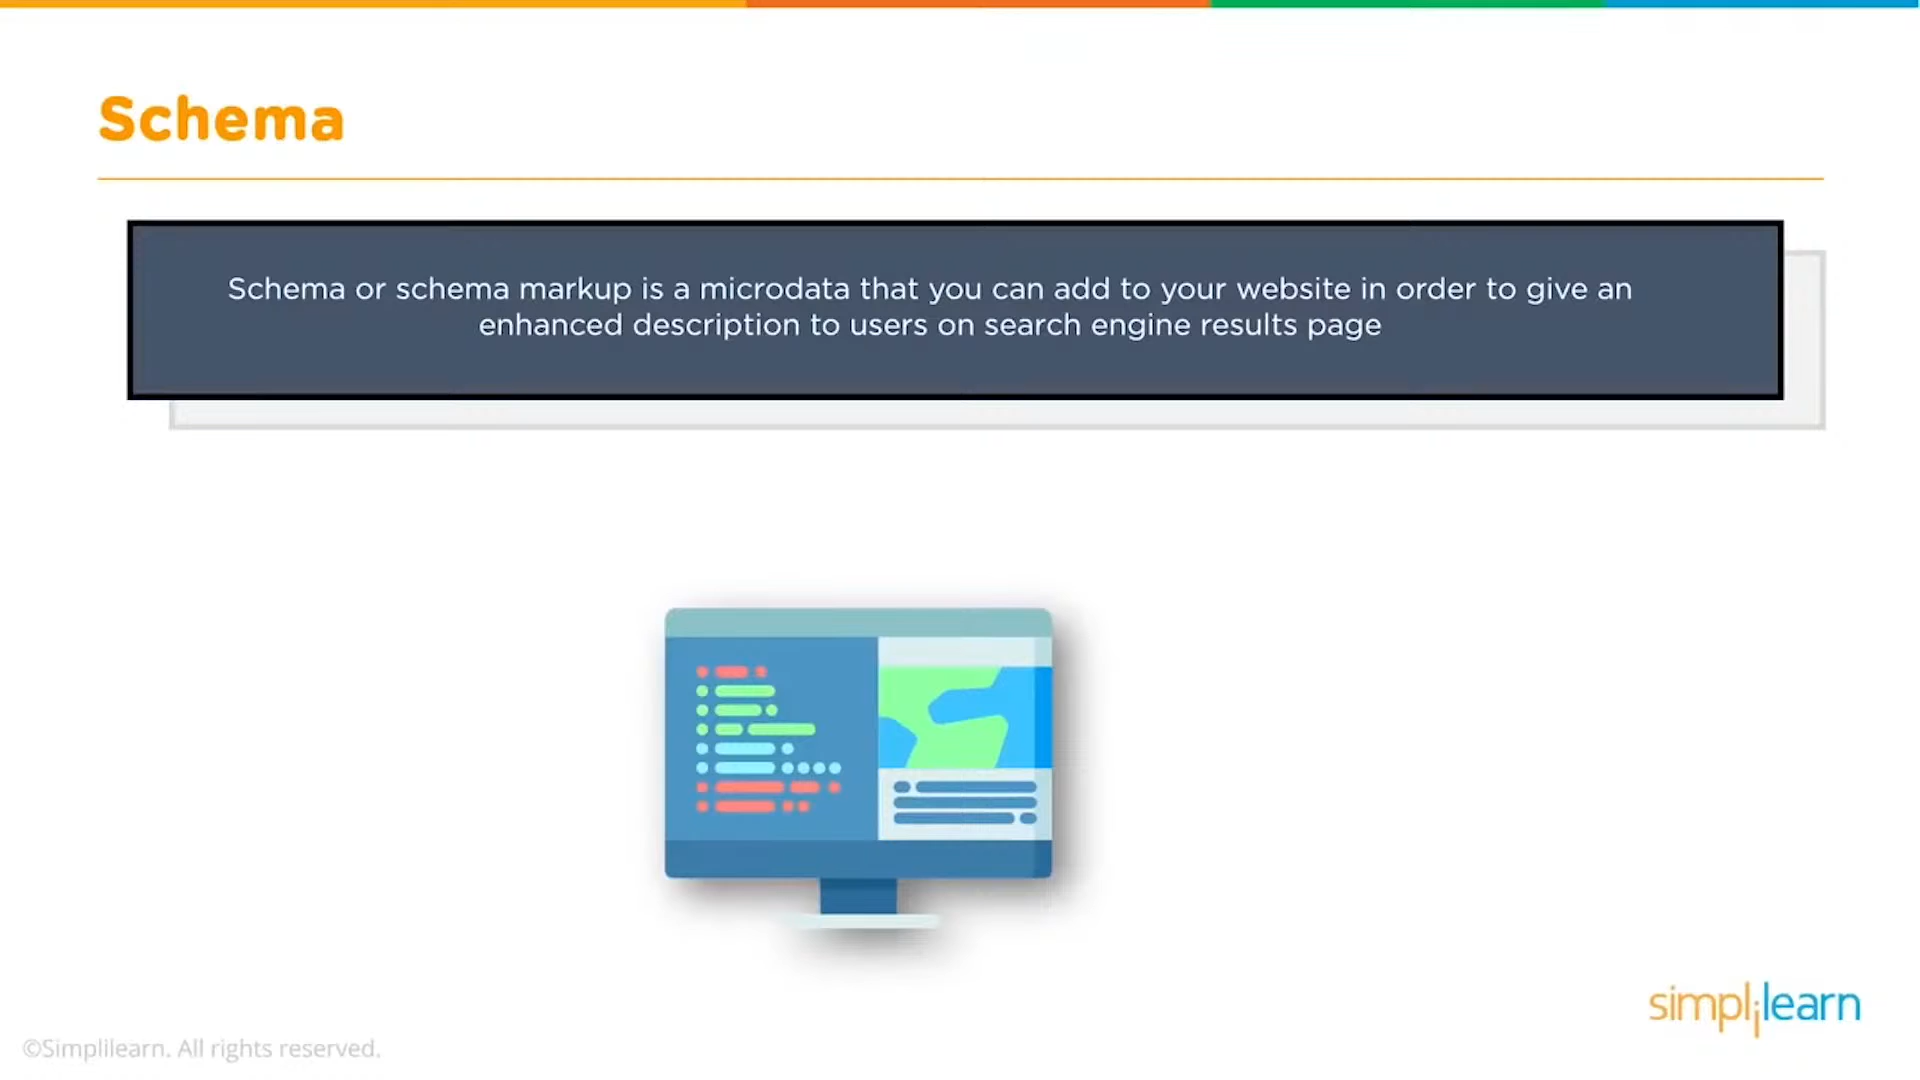 Schema
Schema or schema markup is a microdata that you can add to your website in order to give an
enhanced description to users on search engine results page
simplilearn
©Simplilearn. All rights reserved.